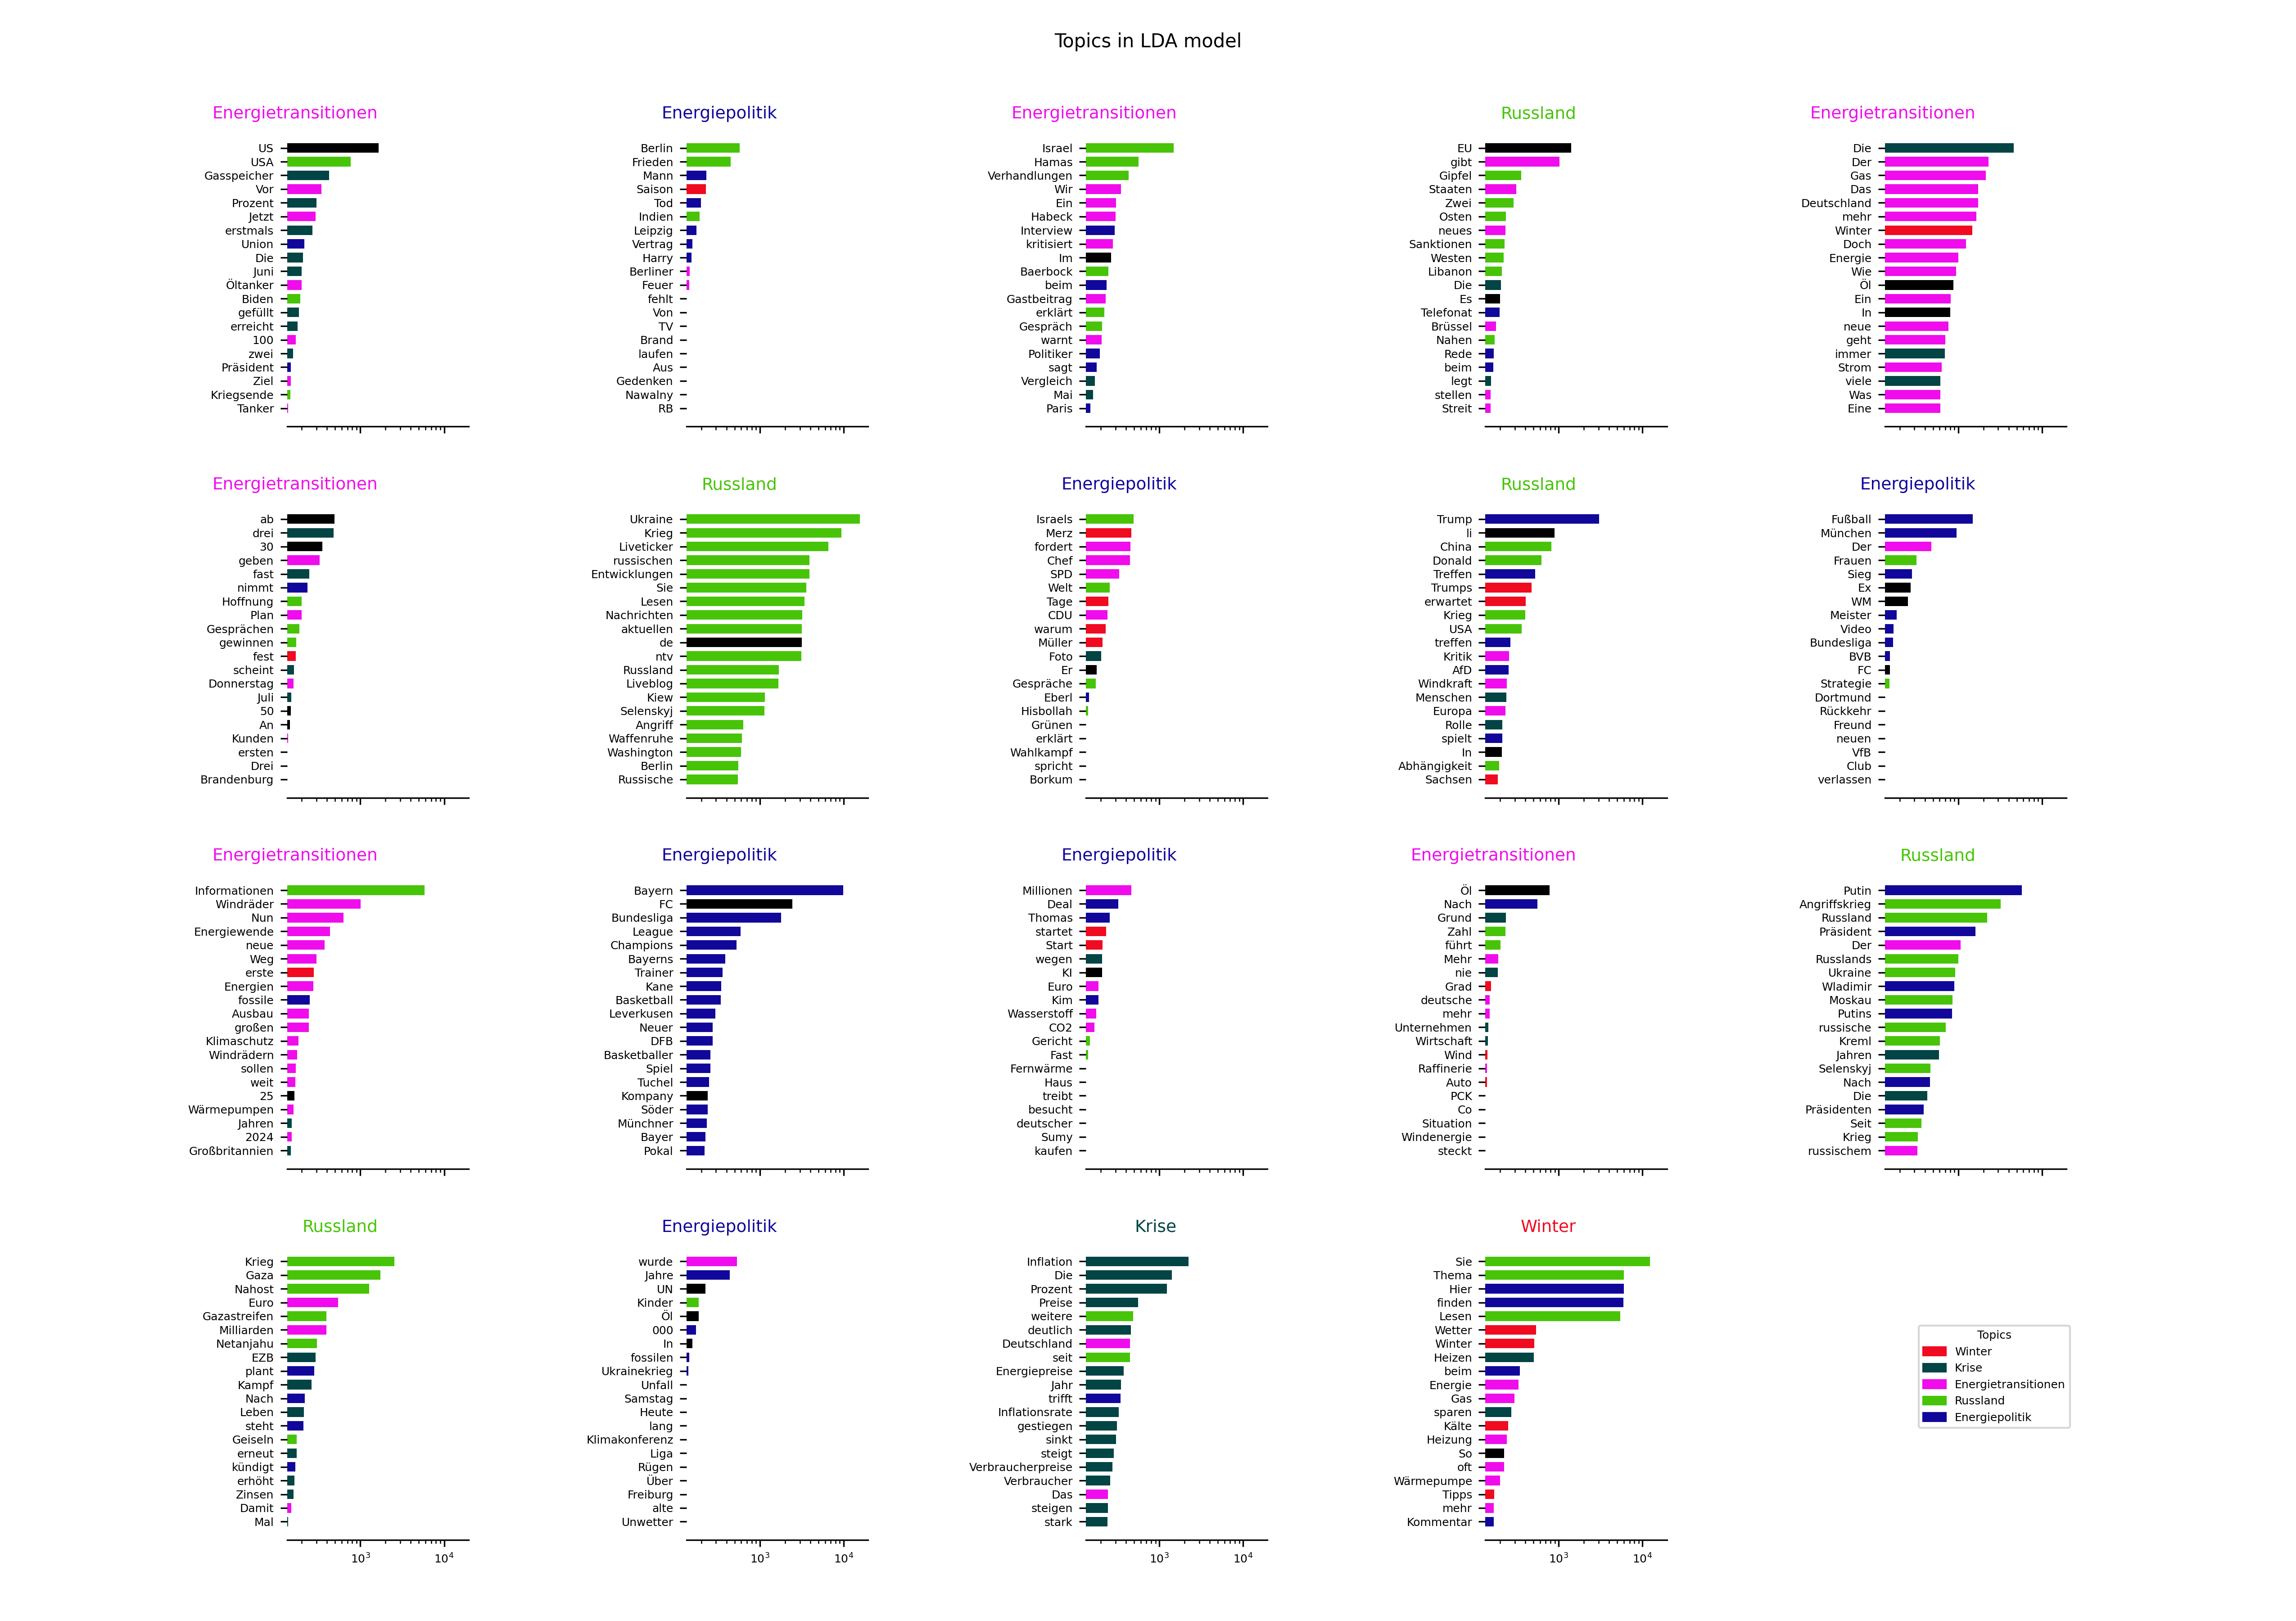 Topics in LDA model
Energietransitionen
US
USA
Gasspeicher
Vor
Prozent
Jetzt
erstmals
Union
Die
Juni
Öltanker
Biden
gefüllt
erreicht
100
zwei
Präsident
Ziel
Kriegsende
Tanker
Energiepolitik
Berlin
Frieden
Mann
Saison
Tod
Indien
Leipzig
Vertrag
Harry
Berliner
Feuer
fehlt
Von
TV
Brand
laufen
Aus
Gedenken
Nawalny
RB
Energietransitionen
Israel
Hamas
Verhandlungen
Wir
Ein
Habeck
Interview
kritisiert
Im
Baerbock
beim
Gastbeitrag
erklärt
Gespräch
warnt
Politiker
sagt
Vergleich
Mai
Paris
Russland
EU
gibt
Gipfel
Staaten
Zwei
Osten
neues
Sanktionen
Westen
Libanon
Die
Es
Telefonat
Brüssel
Nahen
Rede
beim
legt
stellen
Streit
Energietransitionen
Die
Der
Gas
Das
Deutschland
mehr
Winter
Doch
Energie
Wie
Öl
Ein
In
neue
geht
immer
Strom
viele
Was
Eine
Energietransitionen
ab
drei
30
geben
fast
nimmt
Hoffnung
Plan
Gesprächen
gewinnen
fest
scheint
Donnerstag
Juli
50
An
Kunden
ersten
Drei
Brandenburg
Russland
Ukraine
Krieg
Liveticker
russischen
Entwicklungen
Sie
Lesen
Nachrichten
aktuellen
de
ntv
Russland
Liveblog
Kiew
Selenskyj
Angriff
Waffenruhe
Washington
Berlin
Russische
Energiepolitik
Israels
Merz
fordert
Chef
SPD
Welt
Tage
CDU
warum
Müller
Foto
Er
Gespräche
Eberl
Hisbollah
Grünen
erklärt
Wahlkampf
spricht
Borkum
Russland
Trump
li
China
Donald
Treffen
Trumps
erwartet
Krieg
USA
treffen
Kritik
AfD
Windkraft
Menschen
Europa
Rolle
spielt
In
Abhängigkeit
Sachsen
Energiepolitik
Fußball
München
Der
Frauen
Sieg
Ex
WM
Meister
Video
Bundesliga
BVB
FC
Strategie
Dortmund
Rückkehr
Freund
neuen
VfB
Club
verlassen
Energietransitionen
Informationen
Windräder
Nun
Energiewende
neue
Weg
erste
Energien
fossile
Ausbau
großen
Klimaschutz
Windrädern
sollen
weit
25
Wärmepumpen
Jahren
2024
Großbritannien
Energiepolitik
Bayern
FC
Bundesliga
League
Champions
Bayerns
Trainer
Kane
Basketball
Leverkusen
Neuer
DFB
Basketballer
Spiel
Tuchel
Kompany
Söder
Münchner
Bayer
Pokal
Energiepolitik
Millionen
Deal
Thomas
startet
Start
wegen
KI
Euro
Kim
Wasserstoff
CO2
Gericht
Fast
Fernwärme
Haus
treibt
besucht
deutscher
Sumy
kaufen
Energietransitionen
Öl
Nach
Grund
Zahl
führt
Mehr
nie
Grad
deutsche
mehr
Unternehmen
Wirtschaft
Wind
Raffinerie
Auto
PCK
Co
Situation
Windenergie
steckt
Russland
Putin
Angriffskrieg
Russland
Präsident
Der
Russlands
Ukraine
Wladimir
Moskau
Putins
russische
Kreml
Jahren
Selenskyj
Nach
Die
Präsidenten
Seit
Krieg
russischem
Russland
Krieg
Gaza
Nahost
Euro
Gazastreifen
Milliarden
Netanjahu
EZB
plant
Kampf
Nach
Leben
steht
Geiseln
erneut
kündigt
erhöht
Zinsen
Damit
Mal
10³ 10⁴
Energiepolitik
wurde
Jahre
UN
Kinder
Öl
000
In
fossilen
Ukrainekrieg
Unfall
Samstag
Heute
lang
Klimakonferenz
Liga
Rügen
Über
Freiburg
alte
Unwetter
10³ 10⁴
Krise
Inflation
Die
Prozent
Preise
weitere
deutlich
Deutschland
seit
Energiepreise
Jahr
trifft
Inflationsrate
gestiegen
sinkt
steigt
Verbraucherpreise
Verbraucher
Das
steigen
stark
10³ 10⁴
Winter
Sie
Thema
Hier
finden
Lesen
Wetter
Winter
Heizen
beim
Energie
Gas
sparen
Kälte
Heizung
So
oft
Wärmepumpe
Tipps
mehr
Kommentar
10³ 10⁴
Topics
Winter
Krise
Energietransitionen
Russland
Energiepolitik